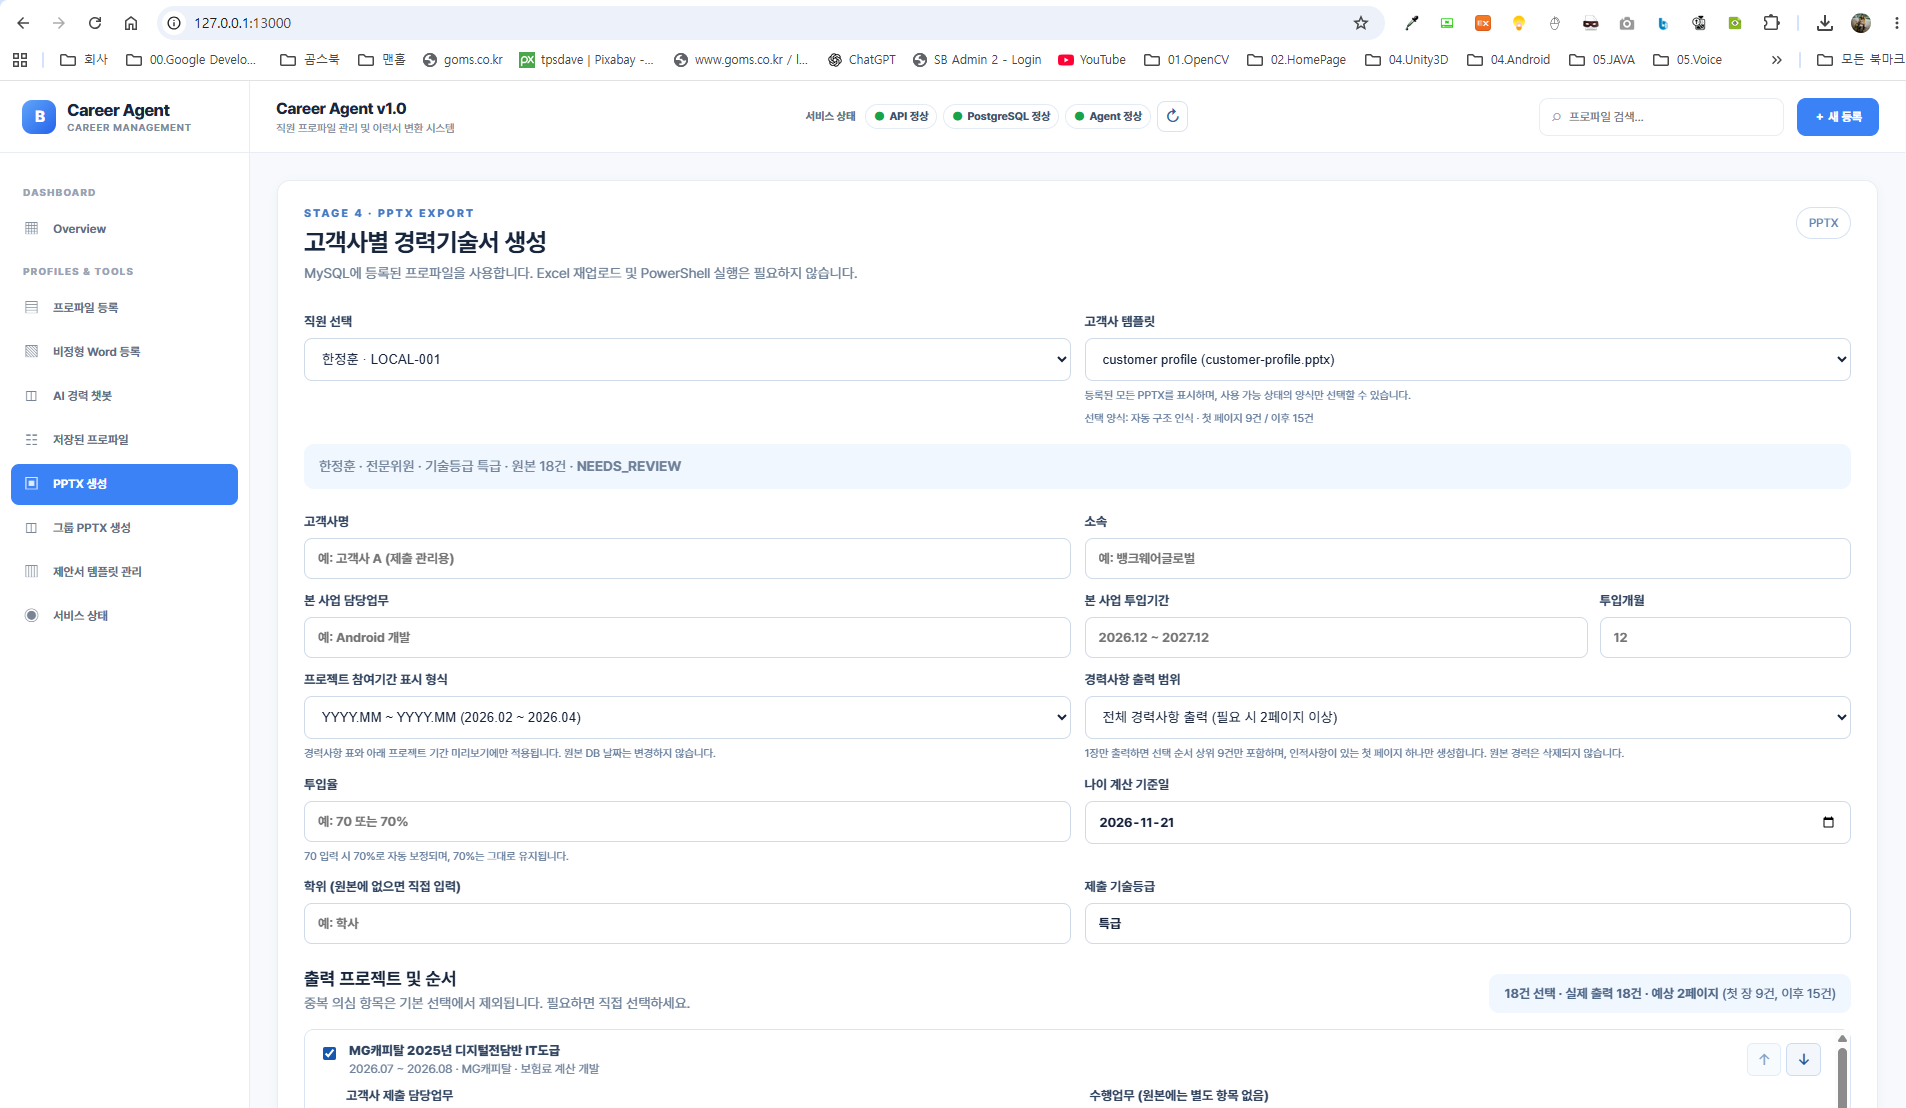 127.0.0.1:13000
회사
00.Google Develo...
곰스북
맨홀
goms.co.kr
tpsdave | Pixabay -...
www.goms.co.kr / l...
ChatGPT
SB Admin 2 - Login
YouTube
01.OpenCV
02.HomePage
04.Unity3D
04.Android
05.JAVA
05.Voice
»
모든 북마크
B
Career Agent
CAREER MANAGEMENT
Career Agent v1.0
직원 프로파일 관리 및 이력서 변환 시스템
서비스 상태
API 정상
PostgreSQL 정상
Agent 정상
프로파일 검색...
+ 새 등록
DASHBOARD
Overview
PROFILES & TOOLS
프로파일 등록
비정형 Word 등록
AI 경력 챗봇
저장된 프로파일
PPTX 생성
그룹 PPTX 생성
제안서 템플릿 관리
서비스 상태
STAGE 4 · PPTX EXPORT
고객사별 경력기술서 생성
MySQL에 등록된 프로파일을 사용합니다. Excel 재업로드 및 PowerShell 실행은 필요하지 않습니다.
PPTX
직원 선택
한정훈 · LOCAL-001
고객사 템플릿
customer profile (customer-profile.pptx)
등록된 모든 PPTX를 표시하며, 사용 가능 상태의 양식만 선택할 수 있습니다.
선택 양식: 자동 구조 인식 · 첫 페이지 9건 / 이후 15건
한정훈 · 전문위원 · 기술등급 특급 · 원본 18건 · NEEDS_REVIEW
고객사명
예: 고객사 A (제출 관리용)
소속
예: 뱅크웨어글로벌
본 사업 담당업무
예: Android 개발
본 사업 투입기간
2026.12 ~ 2027.12
투입개월
12
프로젝트 참여기간 표시 형식
YYYY.MM ~ YYYY.MM (2026.02 ~ 2026.04)
경력사항 표와 아래 프로젝트 기간 미리보기에만 적용됩니다. 원본 DB 날짜는 변경하지 않습니다.
경력사항 출력 범위
전체 경력사항 출력 (필요 시 2페이지 이상)
1장만 출력하면 선택 순서 상위 9건만 포함하며, 인적사항이 있는 첫 페이지 하나만 생성합니다. 원본 경력은 삭제되지 않습니다.
투입율
예: 70 또는 70%
70 입력 시 70%로 자동 보정되며, 70%는 그대로 유지됩니다.
나이 계산 기준일
2026-11-21
학위 (원본에 없으면 직접 입력)
예: 학사
제출 기술등급
특급
출력 프로젝트 및 순서
중복 의심 항목은 기본 선택에서 제외됩니다. 필요하면 직접 선택하세요.
18건 선택 · 실제 출력 18건 · 예상 2페이지 (첫 장 9건, 이후 15건)
MG캐피탈 2025년 디지털전담반 IT도급
2026.07 ~ 2026.08 · MG캐피탈 · 보험료 계산 개발
고객사 제출 담당업무
수행업무 (원본에는 별도 항목 없음)